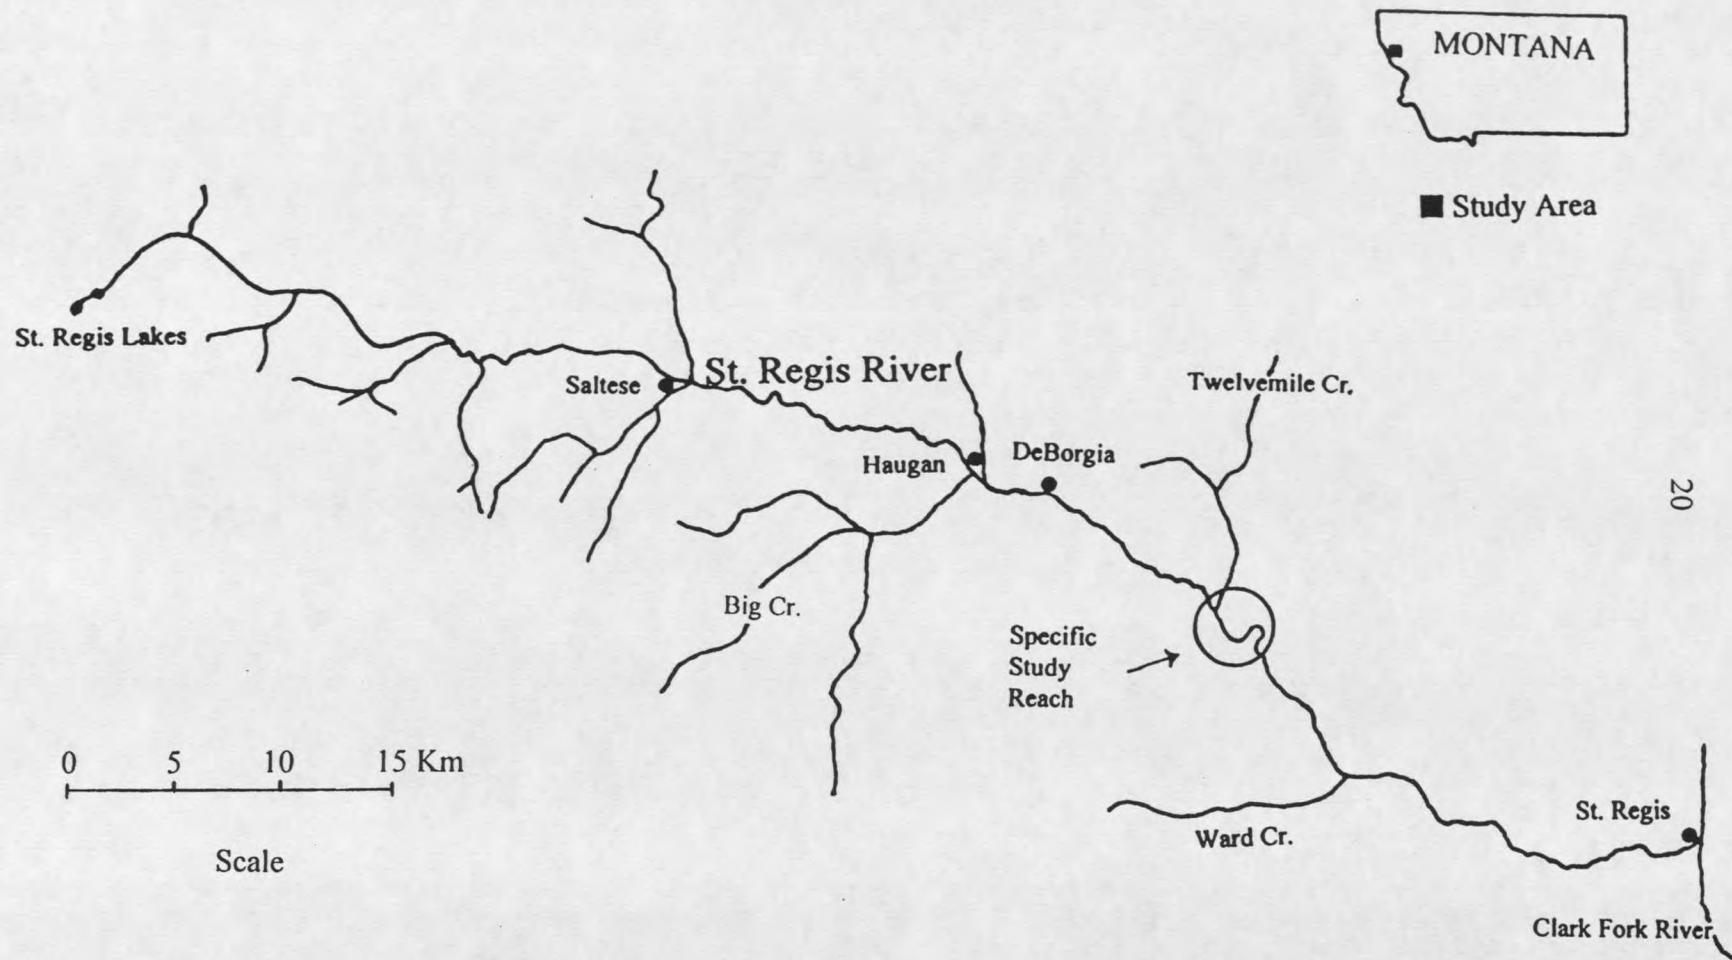 MONTANA
■ Study Area
St. Regis Lakes
Saltese
St. Regis River
Twelvemile Cr.
Haugan
DeBorgia
20
Big Cr.
Specific
Study
Reach
0 5 10 15 Km
Scale
Ward Cr.
St. Regis
Clark Fork River